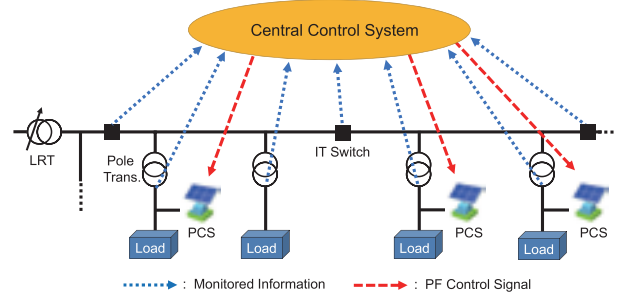 Central Control System
LRT
Pole
Trans.
IT Switch
PCS
PCS
PCS
Load
Load
Load
Load
: Monitored Information
: PF Control Signal